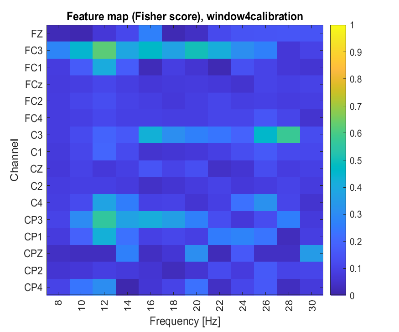 Feature map (Fisher score), window4calibration
Channel
FZ
FC3
FC1
FCz
FC2
FC4
C3
C1
CZ
C2
C4
CP3
CP1
CPZ
CP2
CP4
8 10 12 14 16 18 20 22 24 26 28 30
Frequency [Hz]
1
0.9
0.8
0.7
0.6
0.5
0.4
0.3
0.2
0.1
0